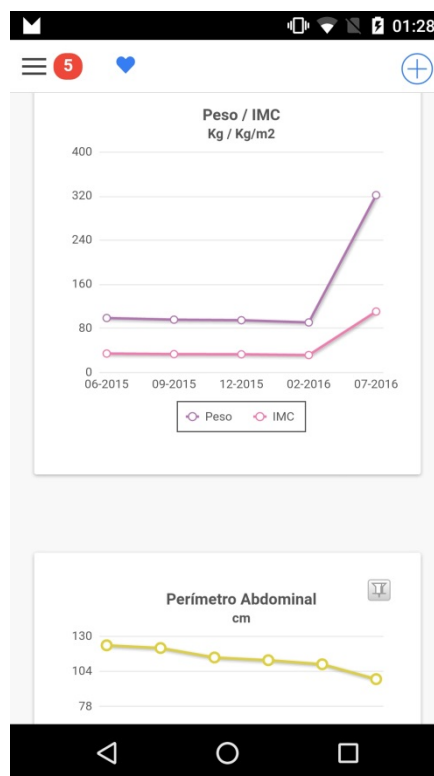 01:28
5
Peso / IMC
Kg / Kg/m2
400
320
240
160
80
0
06-2015 09-2015 12-2015 02-2016 07-2016
Peso IMC
Perímetro Abdominal
cm
130
104
78